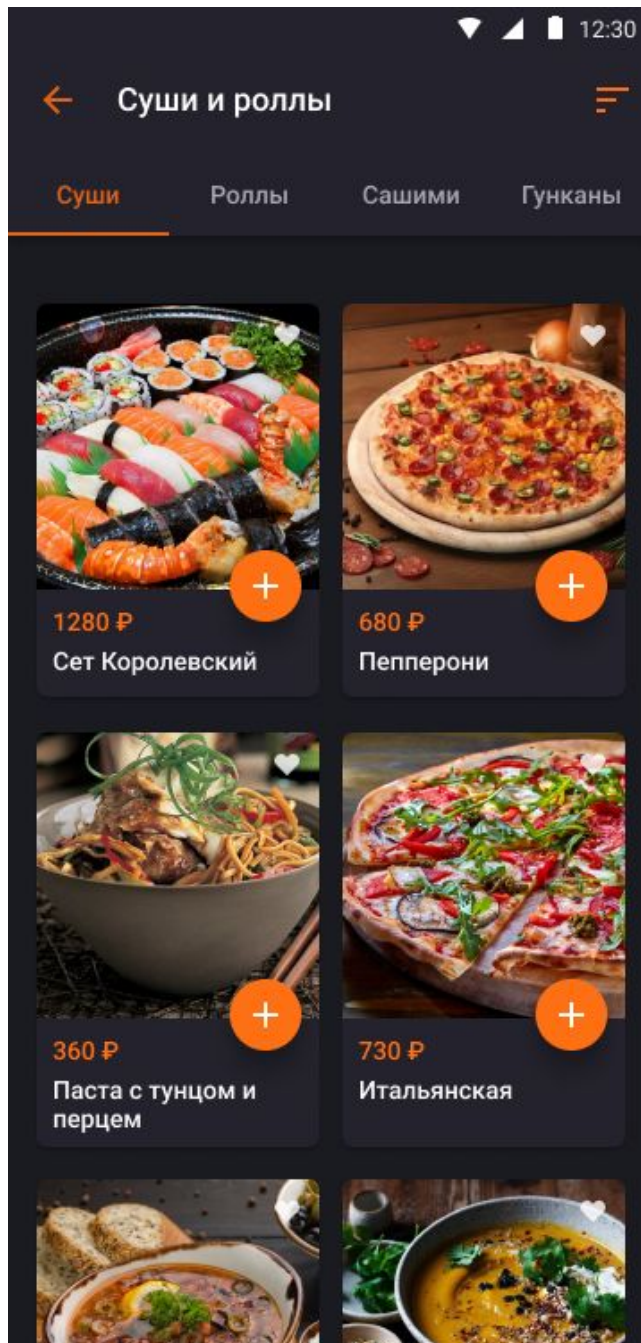 12:30
Суши и роллы
Суши Роллы Сашими Гунканы
1280 ₽ 680 ₽
Сет Королевский Пепперони
360 ₽ 730 ₽
Паста с тунцом и Итальянская
перцем